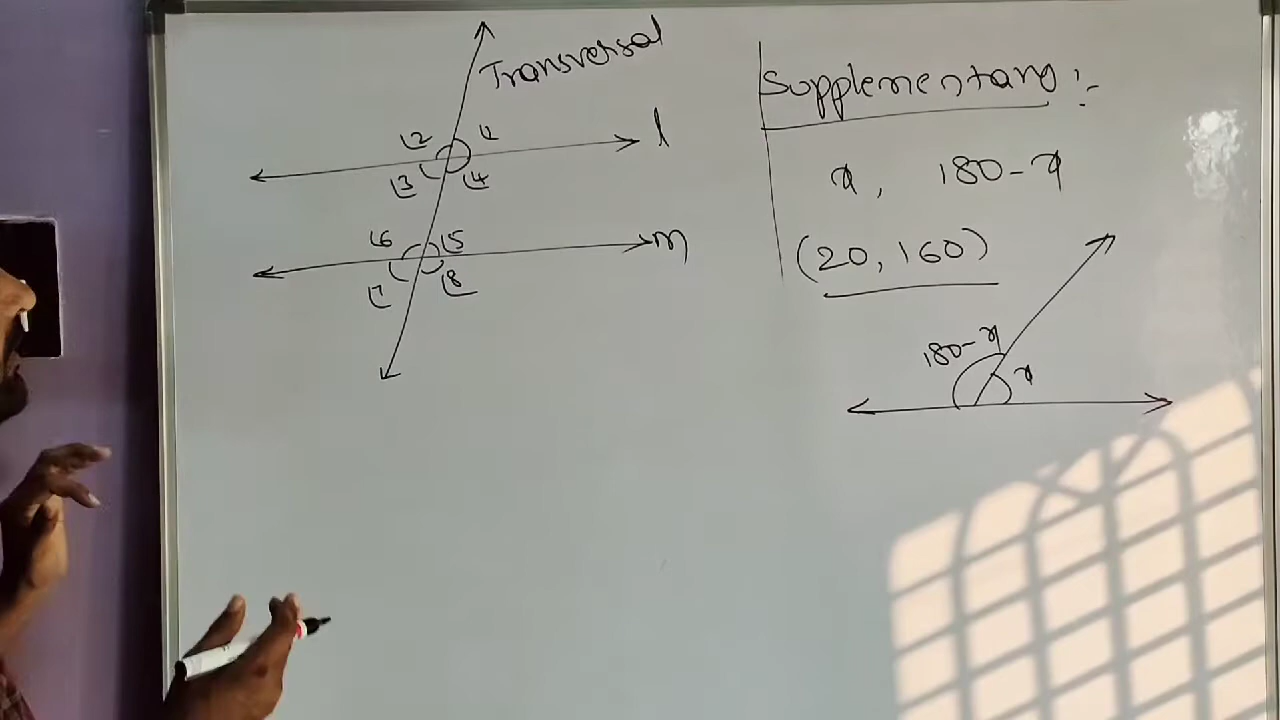 Transversal
l
∠2 ∠1
∠3 ∠4
∠6 ∠5
m
∠7 ∠8
Supplementary :-
x, 180-x
(20, 160)
180-x
x